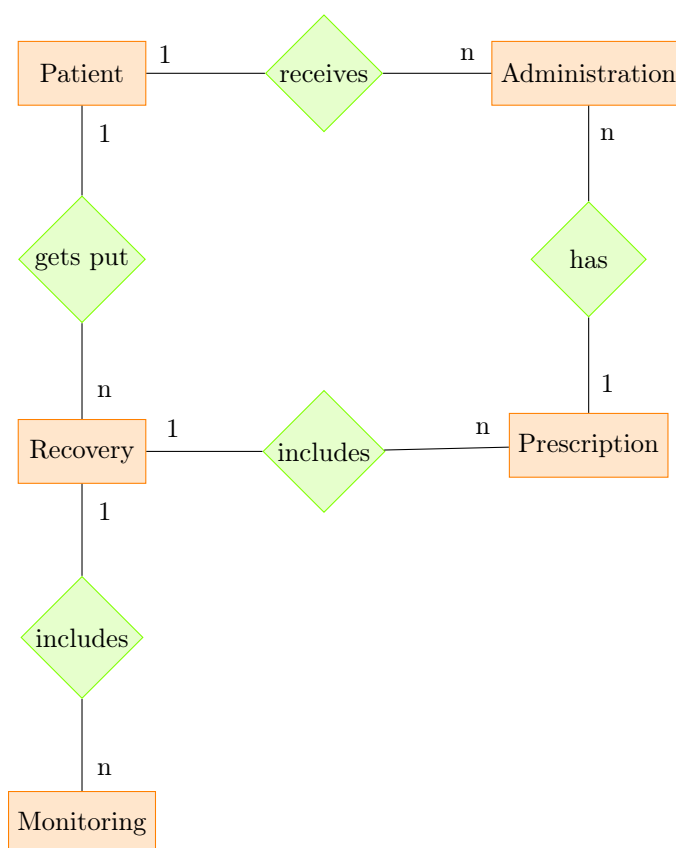 1
n
Patient
receives
Administration
1
n
gets put
has
n
1
1
n
Recovery
includes
Prescription
1
includes
n
Monitoring